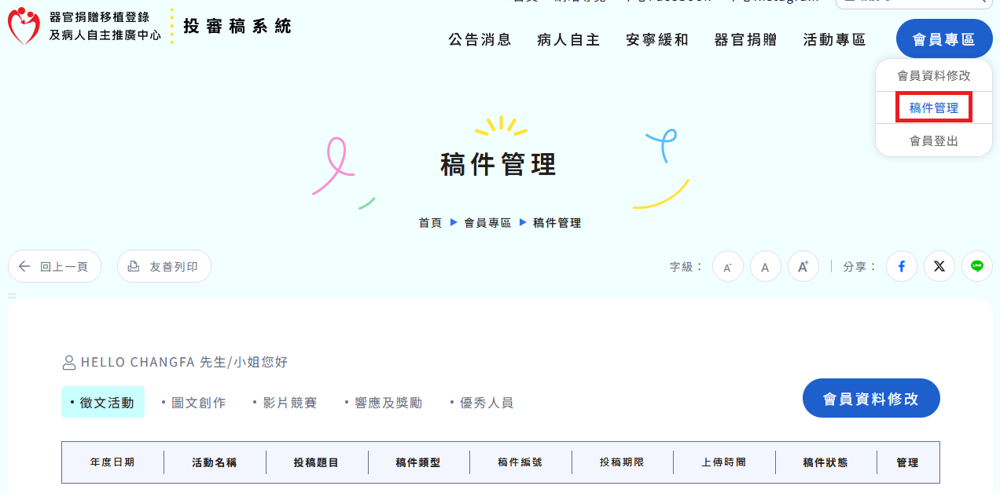 器官捐贈移植登錄
及病人自主推廣中心
投審稿系統
公告消息 病人自主 安寧緩和 器官捐贈 活動專區 會員專區
會員資料修改
稿件管理
會員登出
稿件管理
首頁 ▶ 會員專區 ▶ 稿件管理
回上一頁 友善列印 字級： A- A A+ 分享： LINE
HELLO CHANGFA 先生/小姐您好
• 徵文活動 • 圖文創作 • 影片競賽 • 響應及獎勵 • 優秀人員 會員資料修改
年度日期 活動名稱 投稿題目 稿件類型 稿件編號 投稿期限 上傳時間 稿件狀態 管理